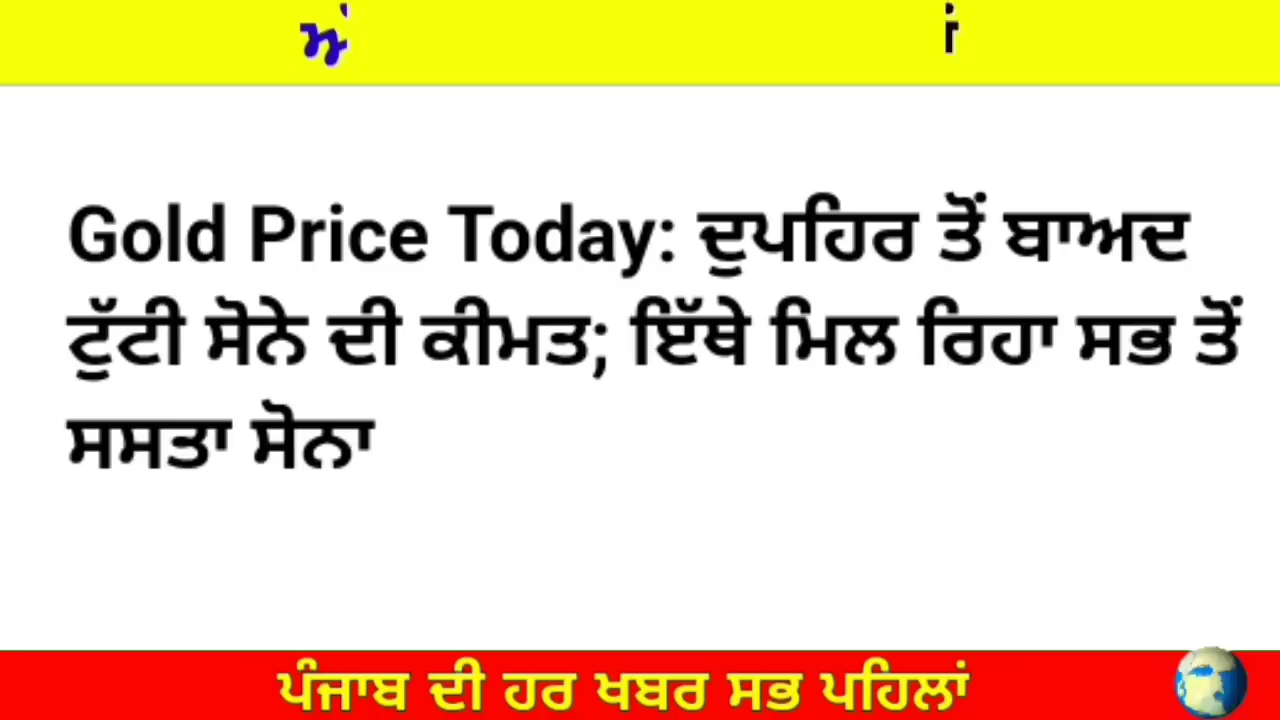 Gold Price Today: ਦੁਪਹਿਰ ਤੋਂ ਬਾਅਦ
ਟੁੱਟੀ ਸੋਨੇ ਦੀ ਕੀਮਤ; ਇੱਥੇ ਮਿਲ ਰਿਹਾ ਸਭ ਤੋਂ
ਸਸਤਾ ਸੋਨਾ
ਪੰਜਾਬ ਦੀ ਹਰ ਖਬਰ ਸਭ ਪਹਿਲਾਂ